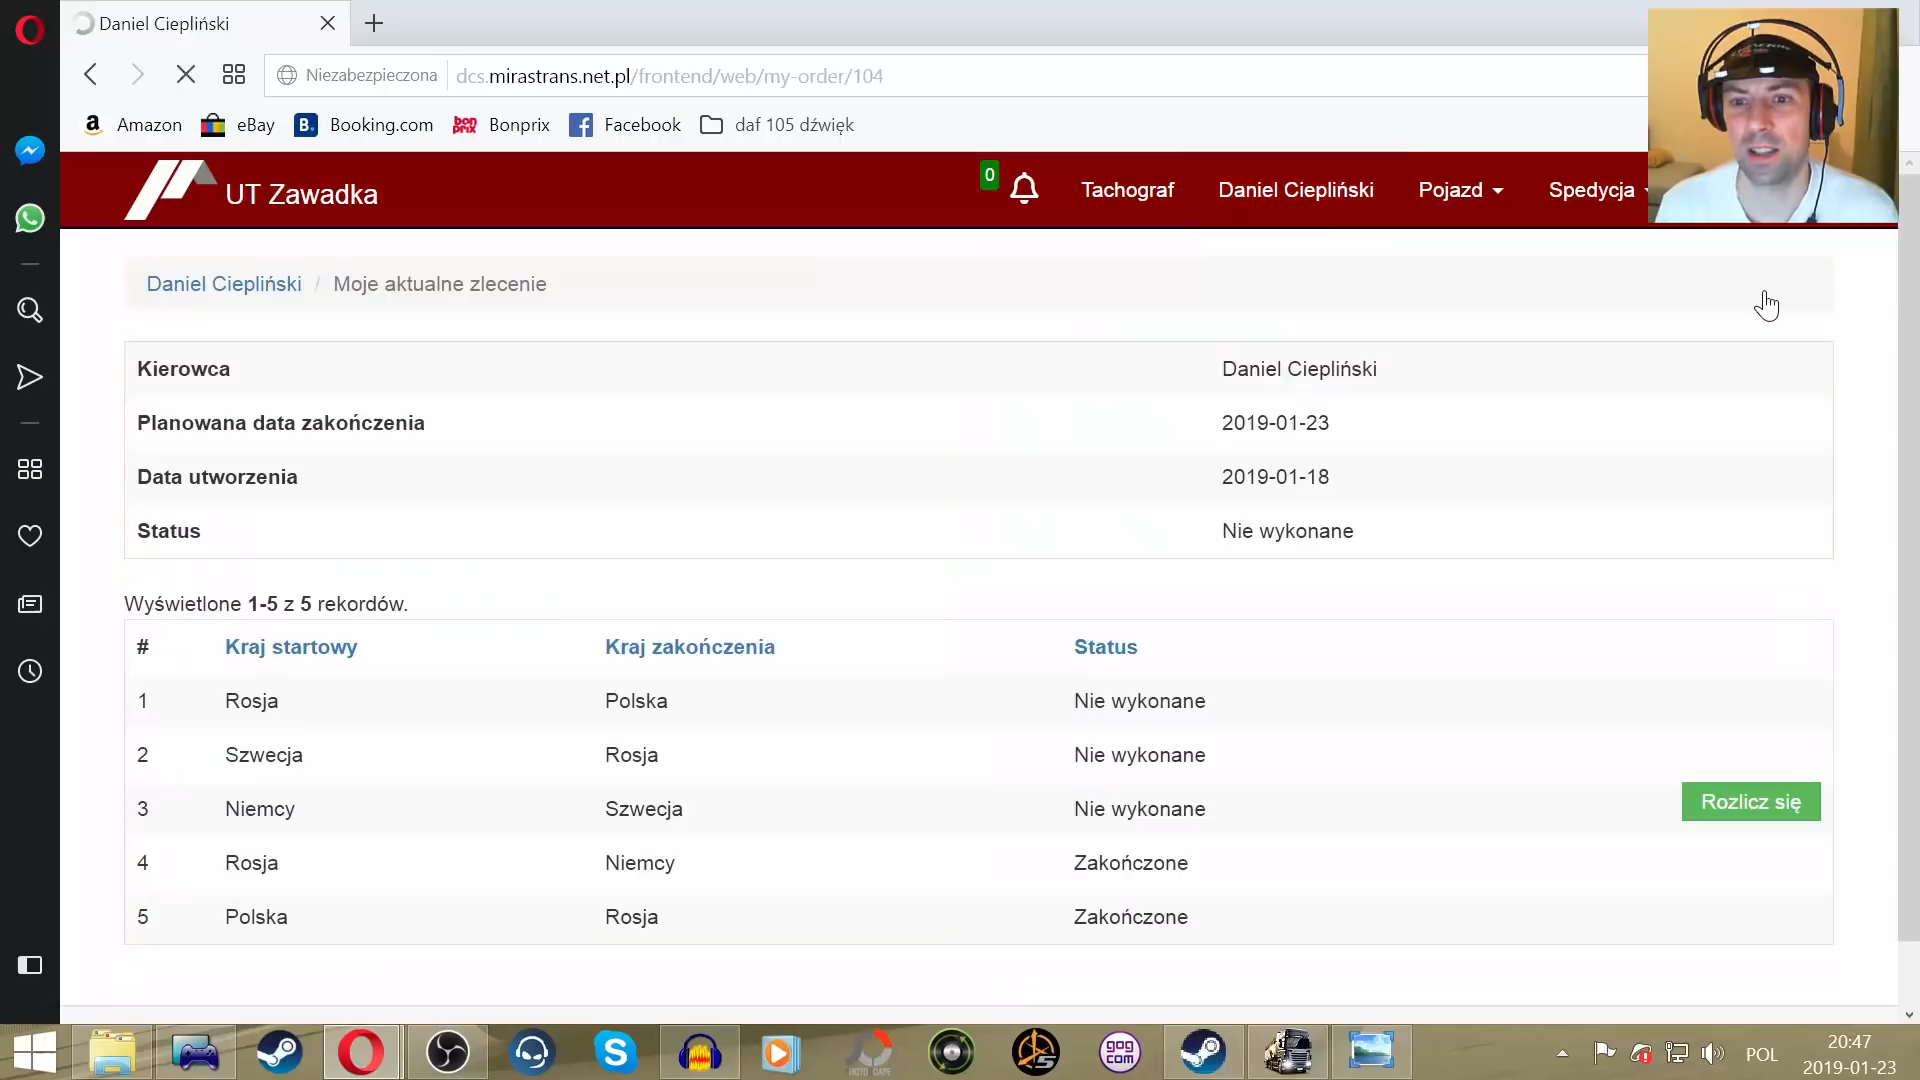 Daniel Ciepliński
Niezabezpieczona dcs.mirastrans.net.pl/frontend/web/my-order/104
Amazon eBay B. Booking.com bon prix Bonprix Facebook daf 105 dźwięk
UT Zawadka 0 Tachograf Daniel Ciepliński Pojazd Spedycja
Daniel Ciepliński / Moje aktualne zlecenie
Kierowca Daniel Ciepliński
Planowana data zakończenia 2019-01-23
Data utworzenia 2019-01-18
Status Nie wykonane
Wyświetlone 1-5 z 5 rekordów.
# Kraj startowy Kraj zakończenia Status
1 Rosja Polska Nie wykonane
2 Szwecja Rosja Nie wykonane
3 Niemcy Szwecja Nie wykonane Rozlicz się
4 Rosja Niemcy Zakończone
5 Polska Rosja Zakończone
gog com
POL
20:47
2019-01-23